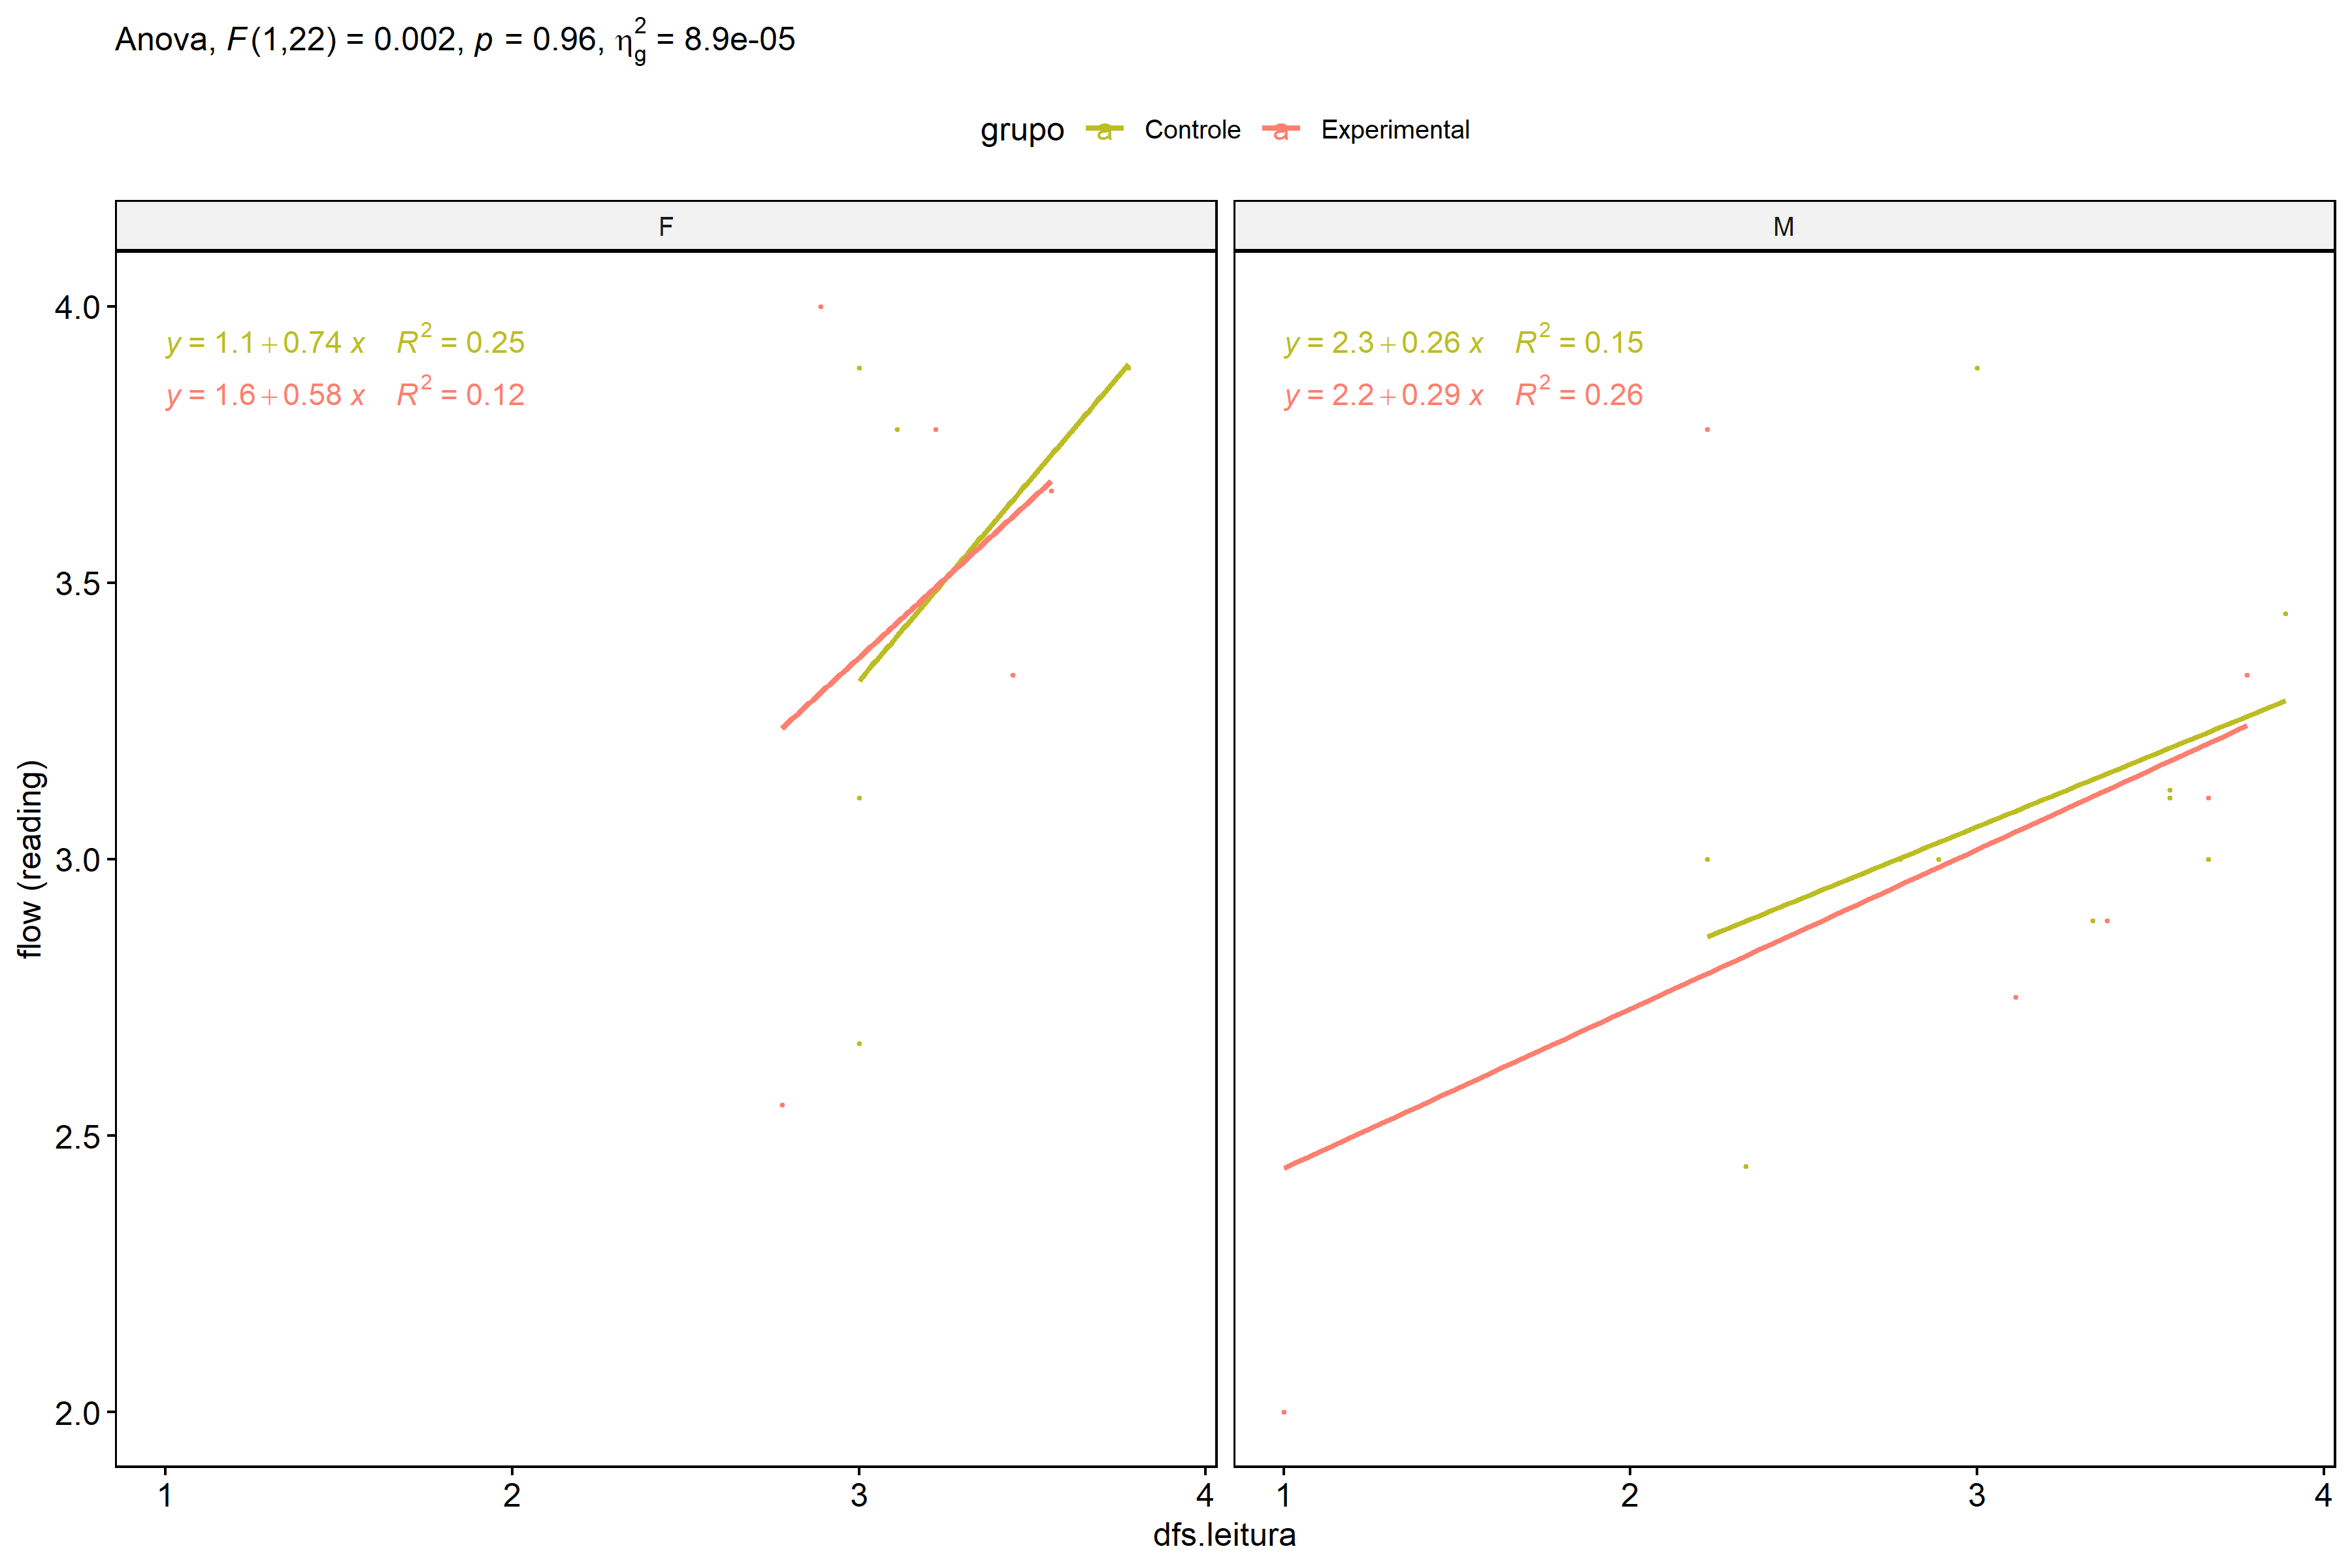 Anova, F(1,22) = 0.002, p = 0.96, η²g = 8.9e-05
grupo a Controle a Experimental
F
M
y = 1.1 + 0.74 x R² = 0.25
y = 1.6 + 0.58 x R² = 0.12
y = 2.3 + 0.26 x R² = 0.15
y = 2.2 + 0.29 x R² = 0.26
4.0
3.5
3.0
2.5
2.0
flow (reading)
1 2 3 4
1 2 3 4
dfs.leitura